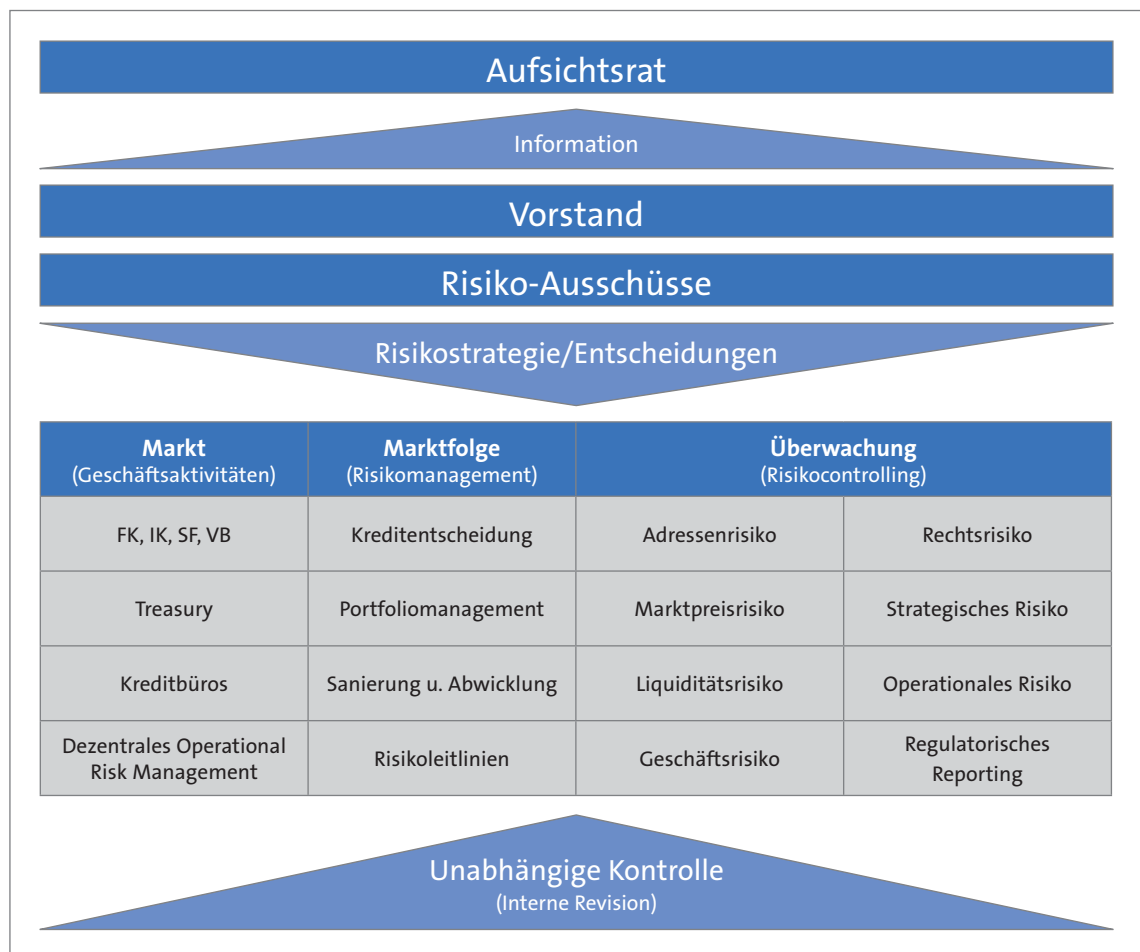 Aufsichtsrat
Information
Vorstand
Risiko-Ausschüsse
Risikostrategie/Entscheidungen
Markt
(Geschäftsaktivitäten)
Marktfolge
(Risikomanagement)
Überwachung
(Risikocontrolling)
FK, IK, SF, VB
Kreditentscheidung
Adressenrisiko
Rechtsrisiko
Treasury
Portfoliomanagement
Marktpreisrisiko
Strategisches Risiko
Kreditbüros
Sanierung u. Abwicklung
Liquiditätsrisiko
Operationales Risiko
Dezentrales Operational
Risk Management
Risikoleitlinien
Geschäftsrisiko
Regulatorisches
Reporting
Unabhängige Kontrolle
(Interne Revision)